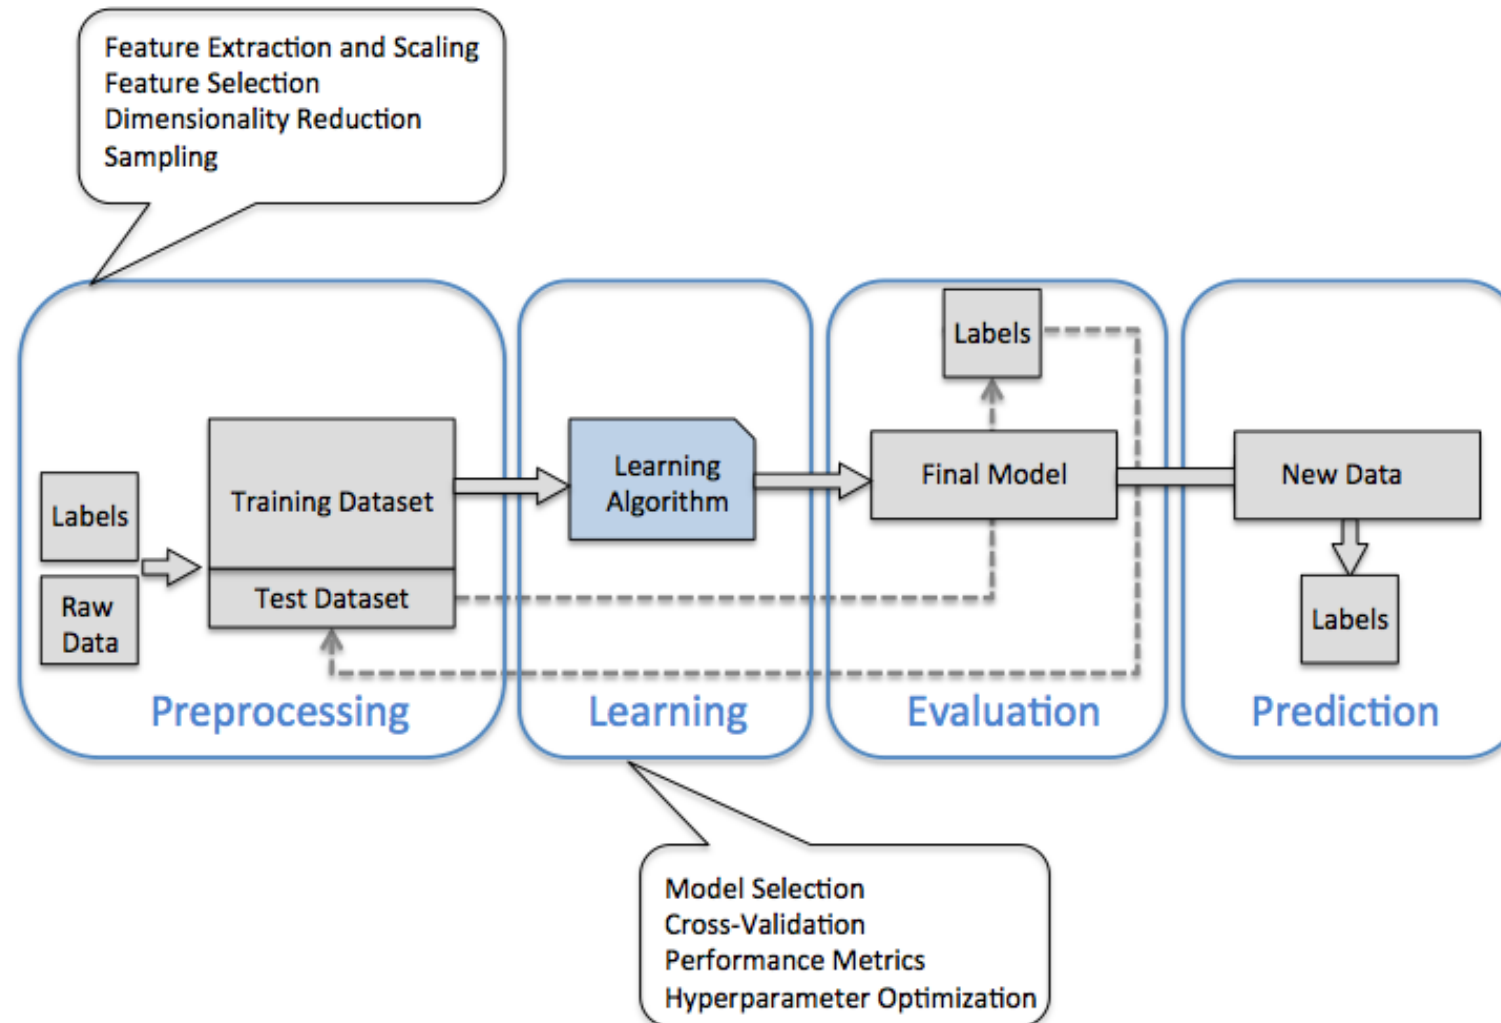 Feature Extraction and Scaling
Feature Selection
Dimensionality Reduction
Sampling
Labels
Raw
Data
Training Dataset
Test Dataset
Preprocessing
Learning
Algorithm
Learning
Labels
Final Model
Evaluation
New Data
Labels
Prediction
Model Selection
Cross-Validation
Performance Metrics
Hyperparameter Optimization